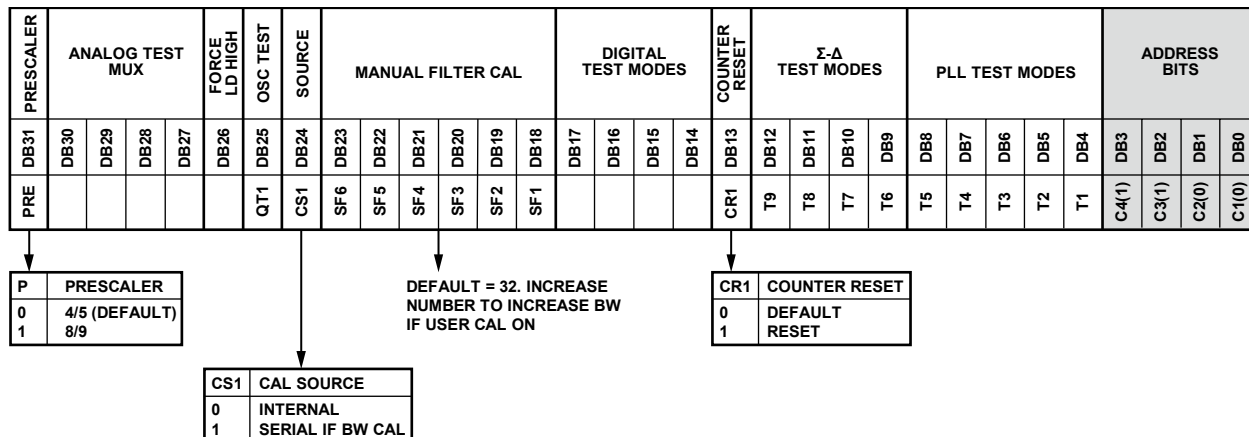 PRESCALER
ANALOG TEST
MUX
FORCE
LD HIGH
OSC TEST
SOURCE
MANUAL FILTER CAL
DIGITAL
TEST MODES
COUNTER
RESET
Σ-Δ
TEST MODES
PLL TEST MODES
ADDRESS
BITS
DB31 DB30 DB29 DB28 DB27 DB26 DB25 DB24 DB23 DB22 DB21 DB20 DB19 DB18 DB17 DB16 DB15 DB14 DB13 DB12 DB11 DB10 DB9 DB8 DB7 DB6 DB5 DB4 DB3 DB2 DB1 DB0
PRE QT1 CS1 SF6 SF5 SF4 SF3 SF2 SF1 CR1 T9 T8 T7 T6 T5 T4 T3 T2 T1 C4(1) C3(1) C2(0) C1(0)
P PRESCALER
0 4/5 (DEFAULT)
1 8/9
DEFAULT = 32. INCREASE
NUMBER TO INCREASE BW
IF USER CAL ON
CR1 COUNTER RESET
0 DEFAULT
1 RESET
CS1 CAL SOURCE
0 INTERNAL
1 SERIAL IF BW CAL